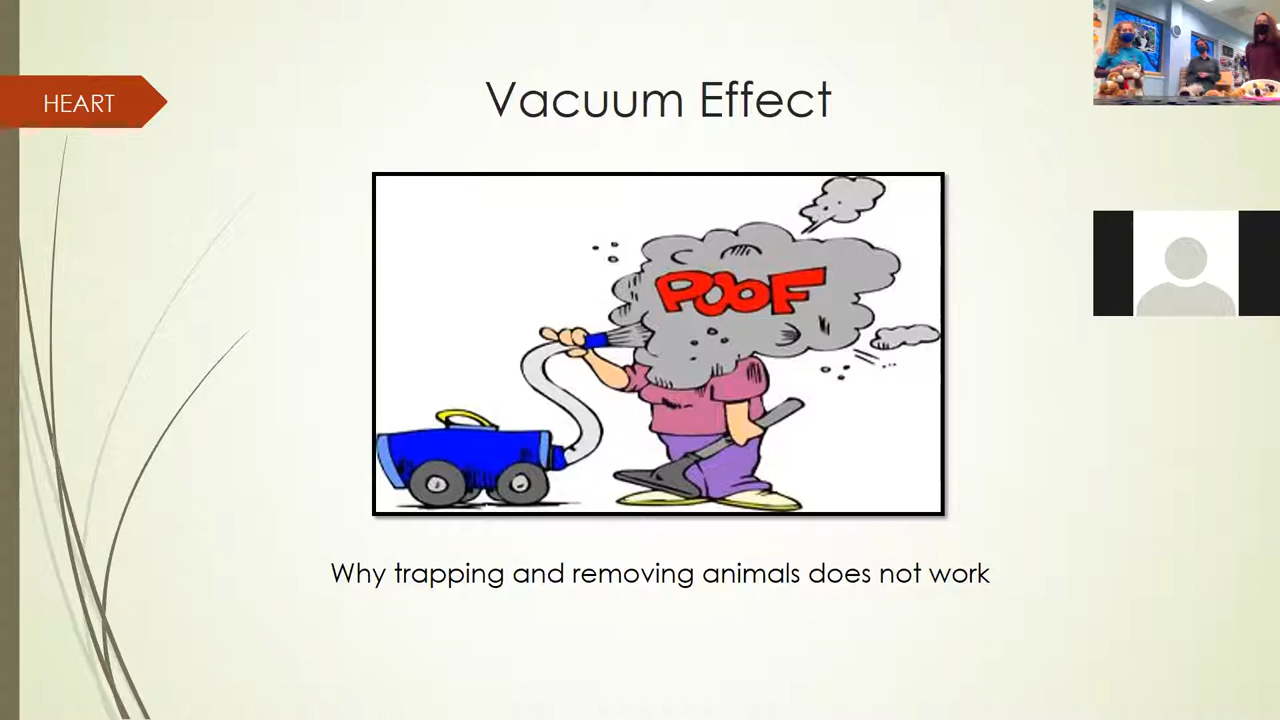 HEART
Vacuum Effect
POOF
Why trapping and removing animals does not work